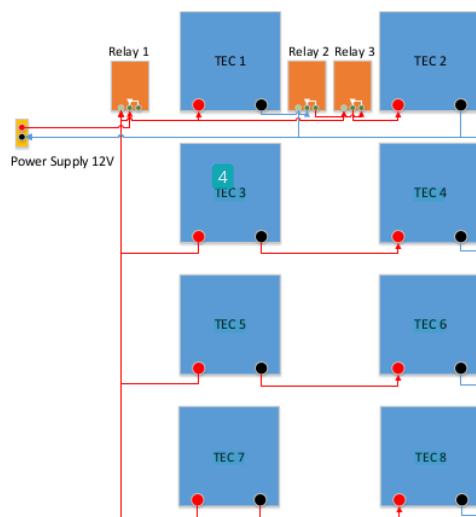 Relay 1
TEC 1
Relay 2
Relay 3
TEC 2
Power Supply 12V
4
TEC 3
TEC 4
TEC 5
TEC 6
TEC 7
TEC 8